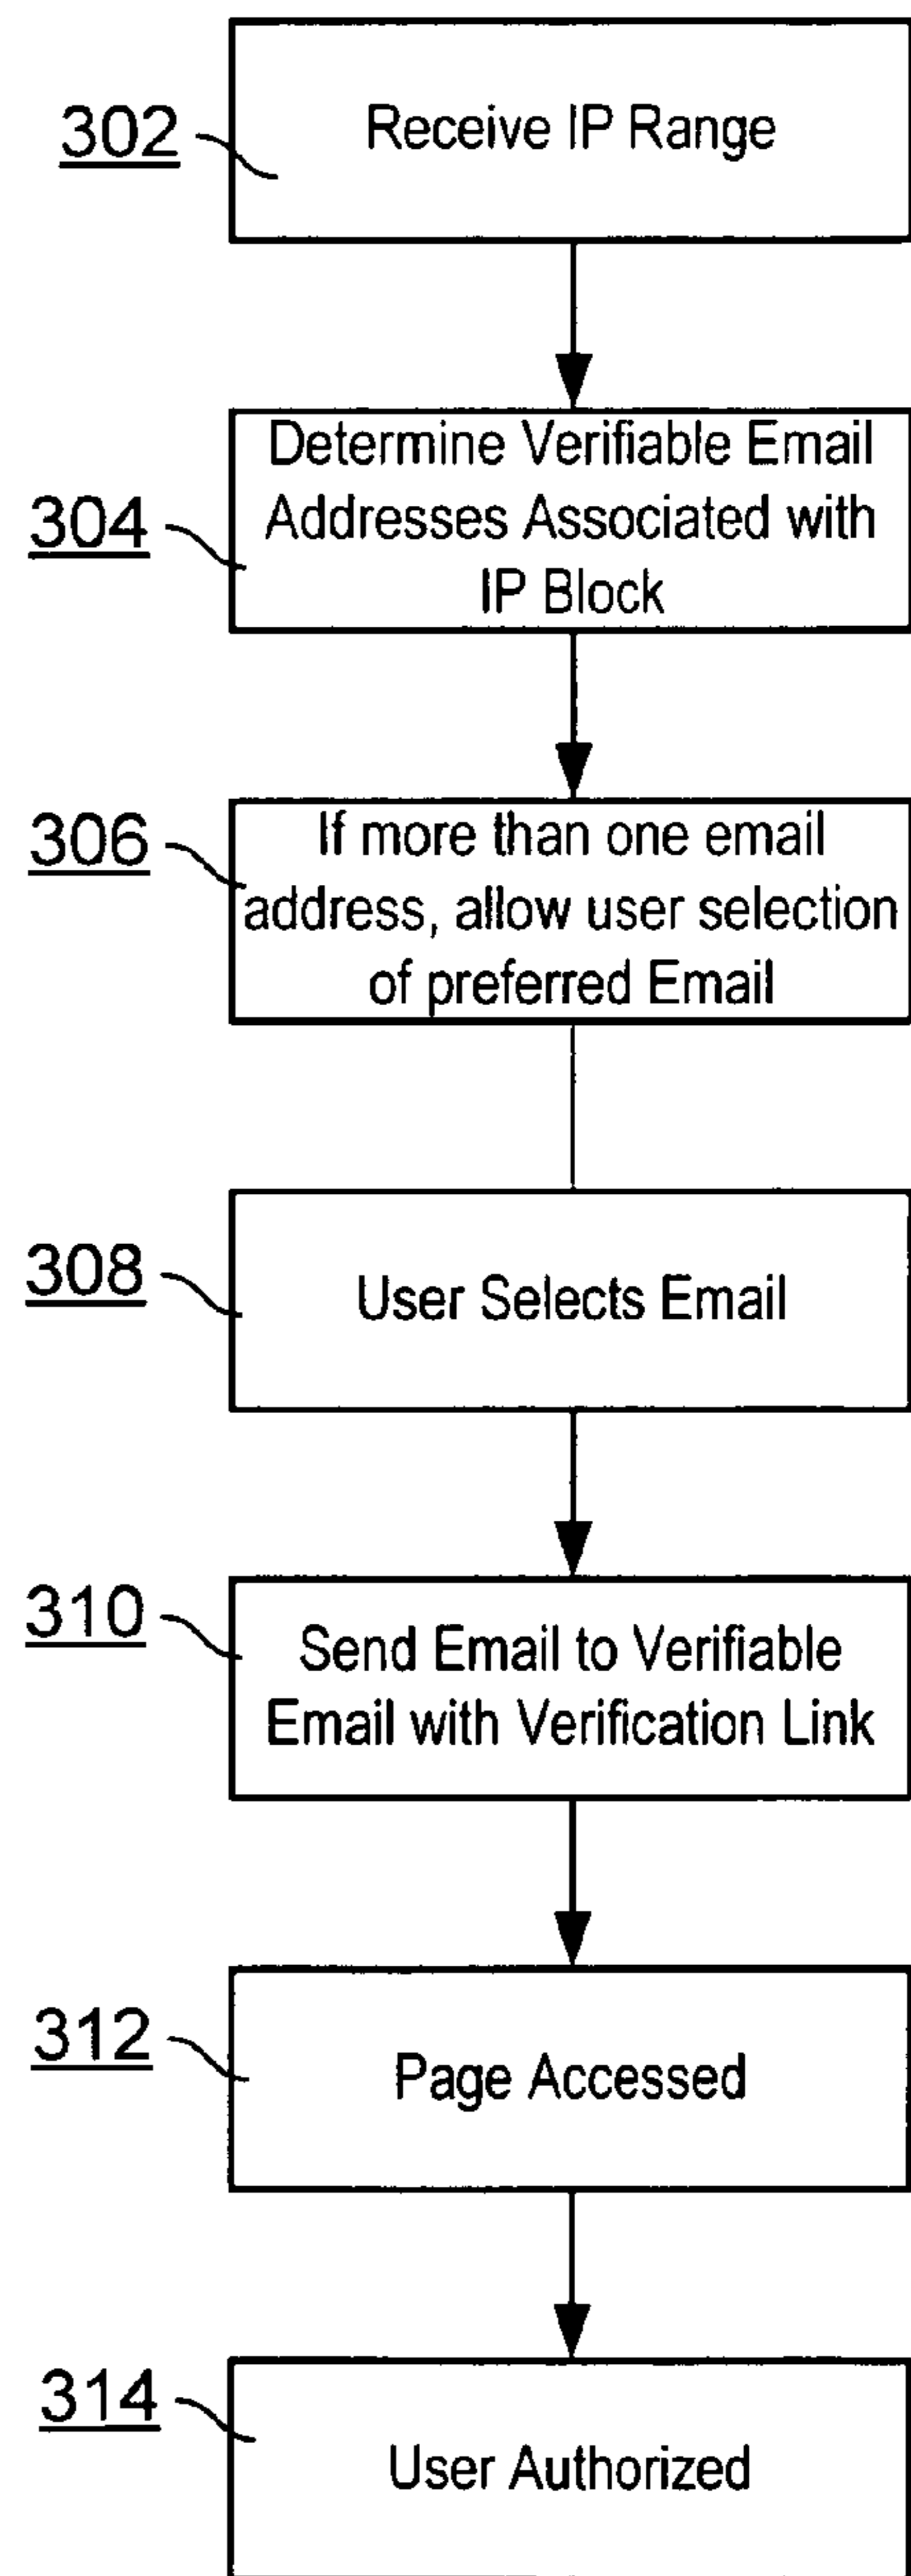 302
Receive IP Range
304
Determine Verifiable Email
Addresses Associated with
IP Block
306
If more than one email
address, allow user selection
of preferred Email
308
User Selects Email
310
Send Email to Verifiable
Email with Verification Link
312
Page Accessed
314
User Authorized